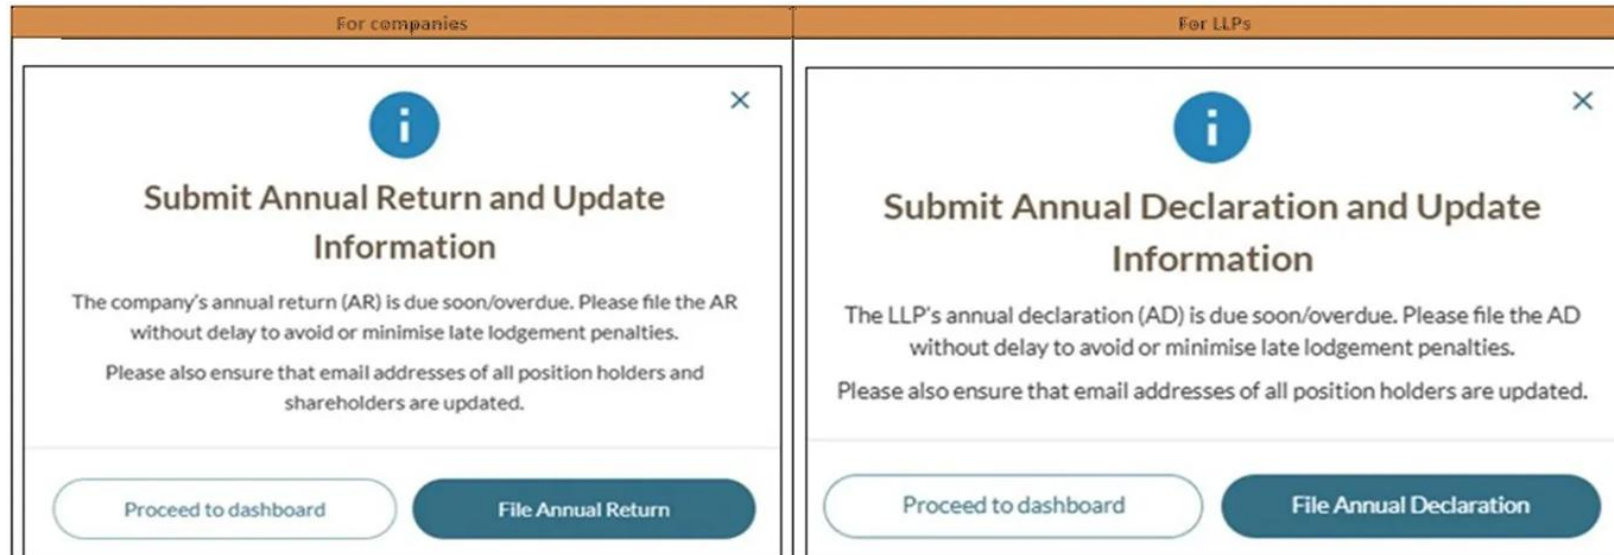 For companies
Submit Annual Return and Update
Information
The company's annual return (AR) is due soon/overdue. Please file the AR
without delay to avoid or minimise late lodgement penalties.
Please also ensure that email addresses of all position holders and
shareholders are updated.
Proceed to dashboard
File Annual Return
For LLPs
Submit Annual Declaration and Update
Information
The LLP's annual declaration (AD) is due soon/overdue. Please file the AD
without delay to avoid or minimise late lodgement penalties.
Please also ensure that email addresses of all position holders are updated.
Proceed to dashboard
File Annual Declaration